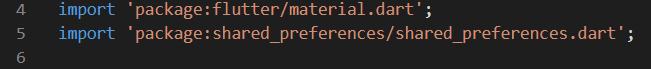 4 import 'package:flutter/material.dart';
5 import 'package:shared_preferences/shared_preferences.dart';
6